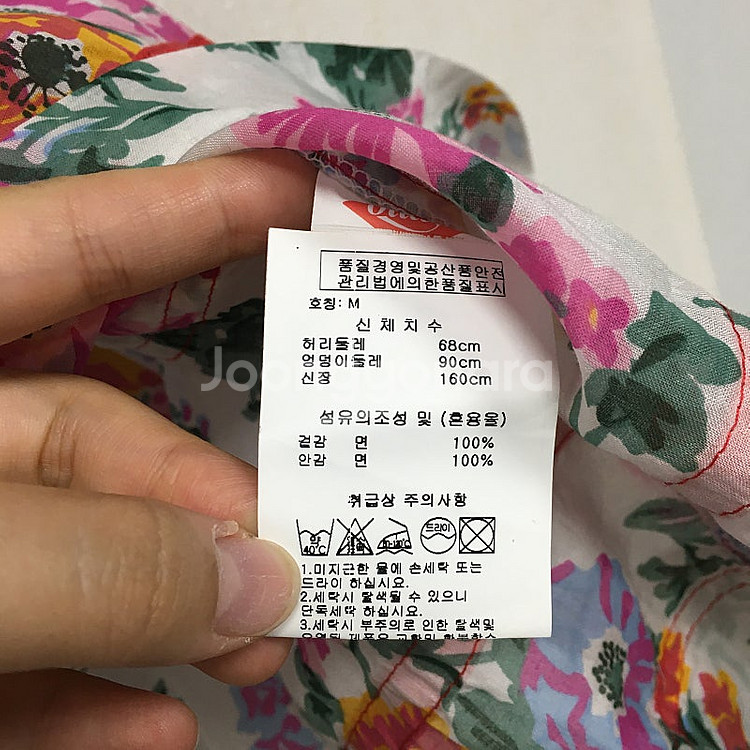 품질경영및공산품안전
관리법에의한품질표시
호칭: M
신체치수
허리둘레 68cm
엉덩이둘레 90cm
신장 160cm
섬유의조성 및 (혼용율)
겉감 면 100%
안감 면 100%
취급상 주의사항
약 40℃
드라이
1.미지근한 물에 손세탁 또는
드라이 하십시요.
2.세탁시 탈색될 수 있으니
단독세탁 하십시요.
3.세탁시 부주의로 인한 탈색및
Joonggonara